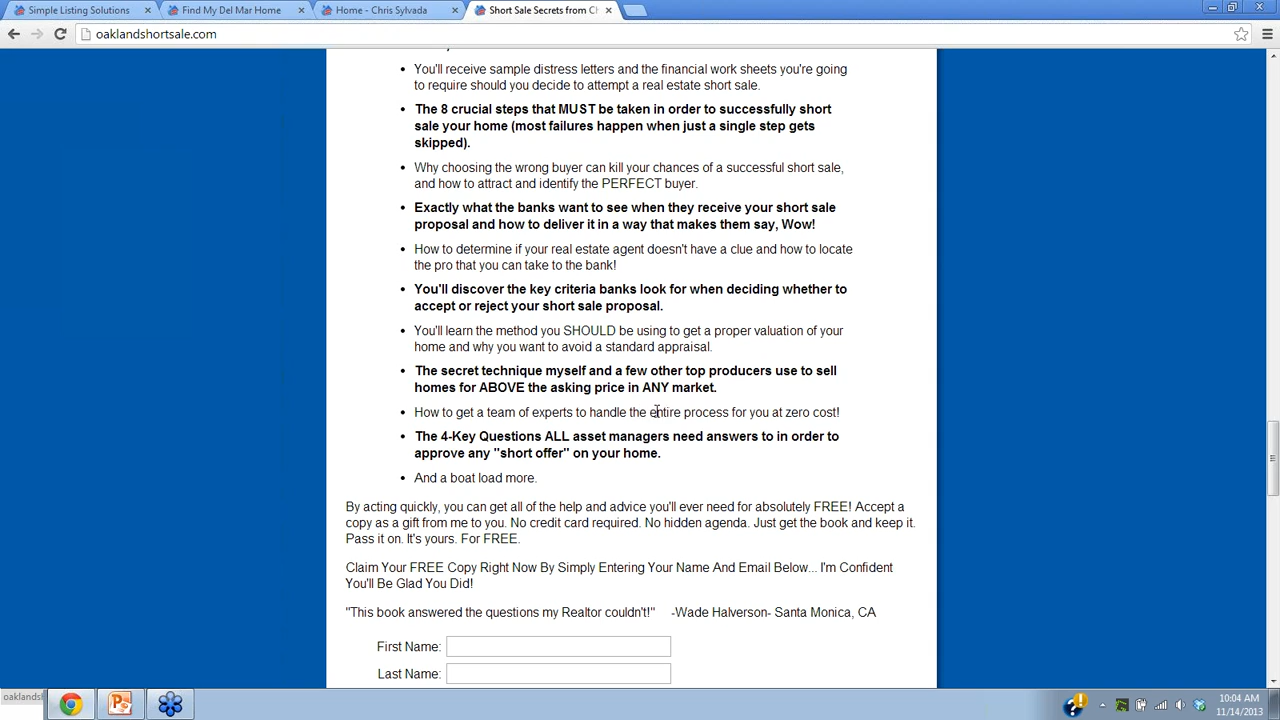 Simple Listing Solutions
Find My Del Mar Home
Home - Chris Sylvada
Short Sale Secrets from Ch
oaklandshortsale.com
• You'll receive sample distress letters and the financial work sheets you're going
to require should you decide to attempt a real estate short sale.
• The 8 crucial steps that MUST be taken in order to successfully short
sale your home (most failures happen when just a single step gets
skipped).
• Why choosing the wrong buyer can kill your chances of a successful short sale,
and how to attract and identify the PERFECT buyer.
• Exactly what the banks want to see when they receive your short sale
proposal and how to deliver it in a way that makes them say, Wow!
• How to determine if your real estate agent doesn't have a clue and how to locate
the pro that you can take to the bank!
• You'll discover the key criteria banks look for when deciding whether to
accept or reject your short sale proposal.
• You'll learn the method you SHOULD be using to get a proper valuation of your
home and why you want to avoid a standard appraisal.
• The secret technique myself and a few other top producers use to sell
homes for ABOVE the asking price in ANY market.
• How to get a team of experts to handle the entire process for you at zero cost!
• The 4-Key Questions ALL asset managers need answers to in order to
approve any "short offer" on your home.
• And a boat load more.
By acting quickly, you can get all of the help and advice you'll ever need for absolutely FREE! Accept a
copy as a gift from me to you. No credit card required. No hidden agenda. Just get the book and keep it.
Pass it on. It's yours. For FREE.
Claim Your FREE Copy Right Now By Simply Entering Your Name And Email Below... I'm Confident
You'll Be Glad You Did!
"This book answered the questions my Realtor couldn't!" -Wade Halverson- Santa Monica, CA
First Name:
Last Name:
oaklandsh
10:04 AM
11/14/2013